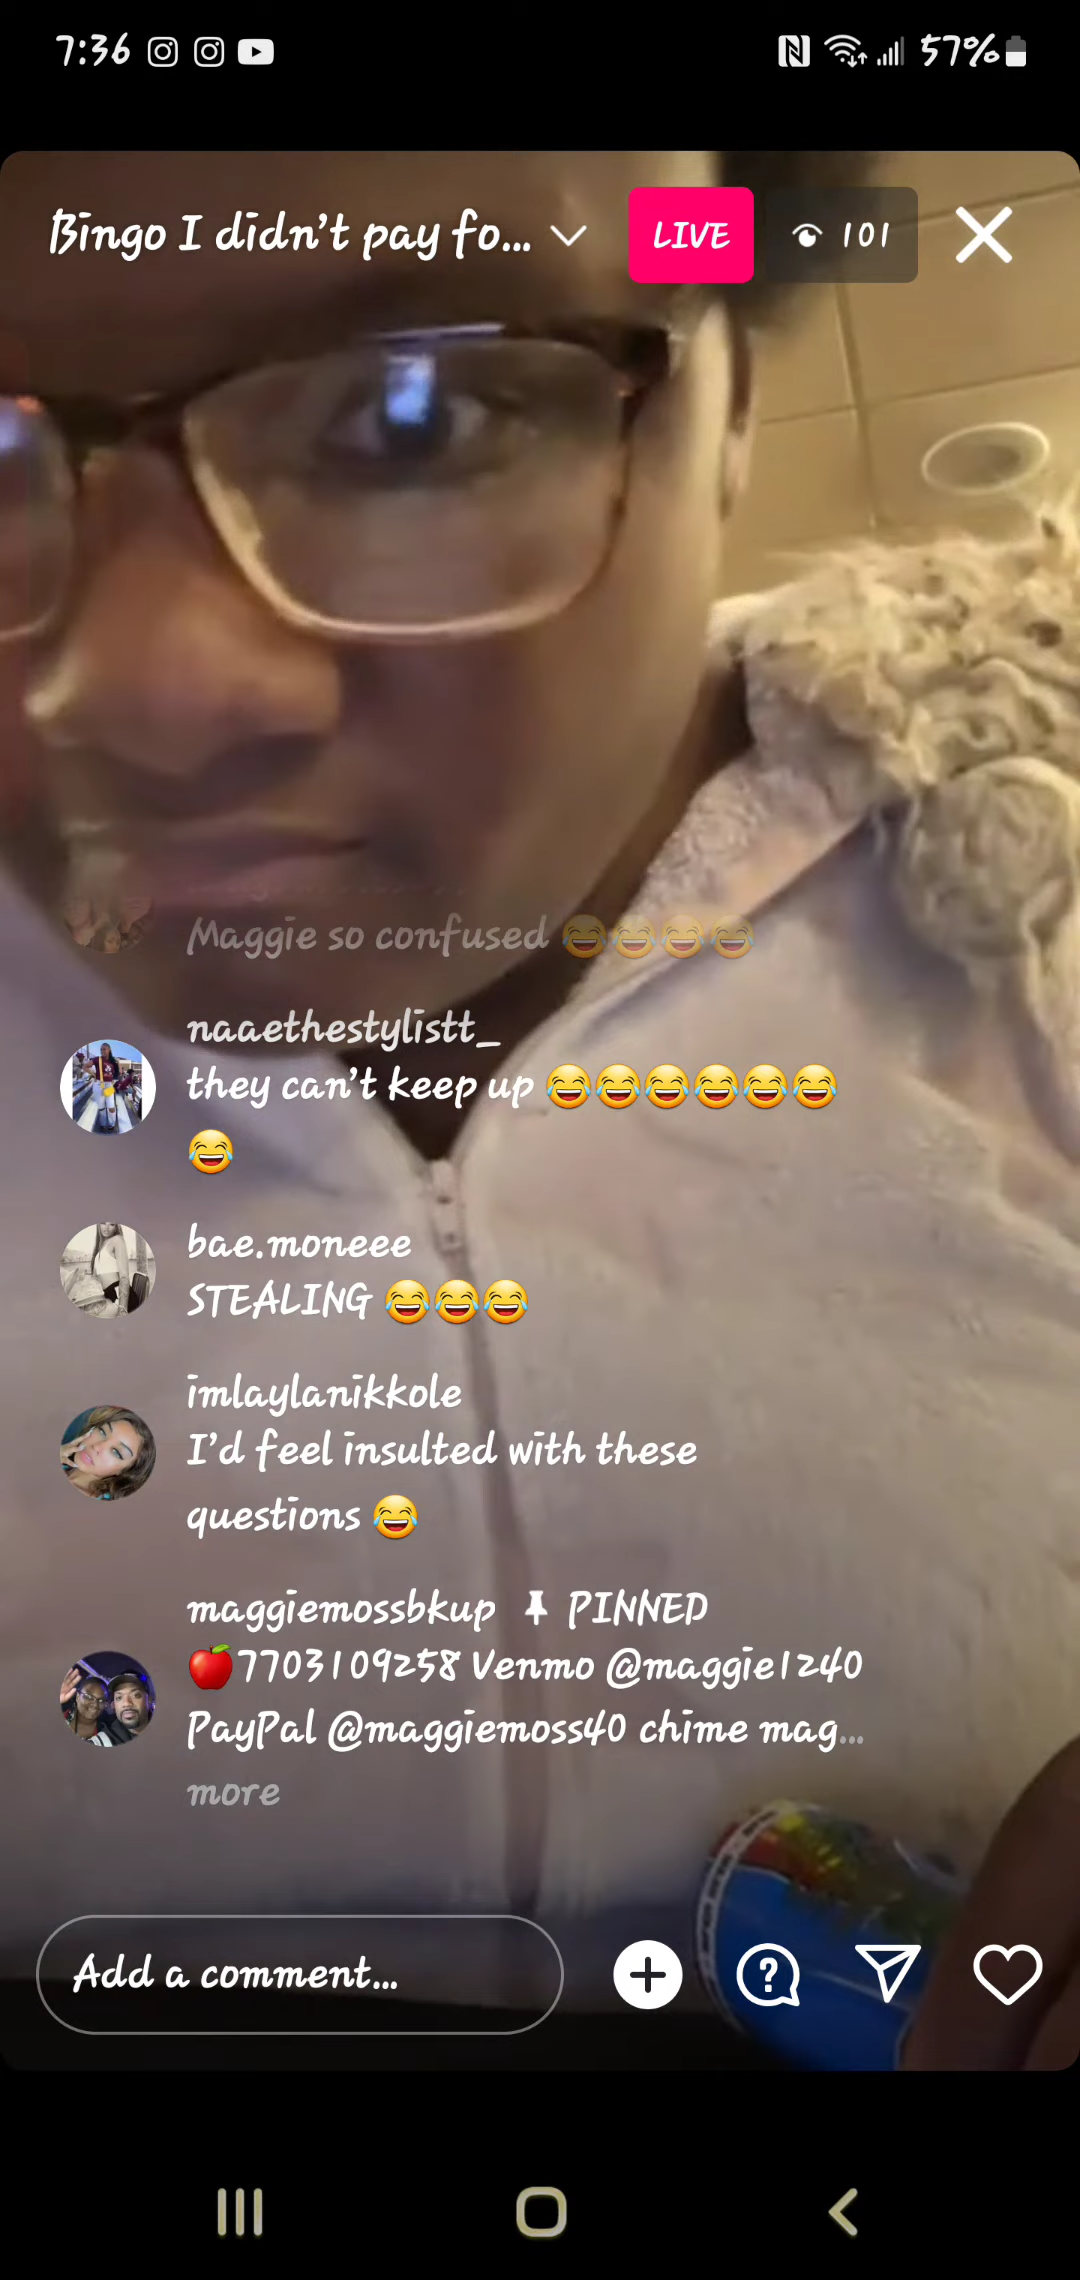 7:36
57%
Bingo I didn't pay fo...
LIVE
101
Maggie so confused 😂😂😂😂
naaethestylistt_
they can't keep up 😂😂😂😂😂😂
😂
bae.moneee
STEALING 😂😂😂
imlaylanikkole
I'd feel insulted with these
questions 😂
maggiemossbkup PINNED
🍎7703109258 Venmo @maggie1240
PayPal @maggiemoss40 chime mag...
more
Add a comment...